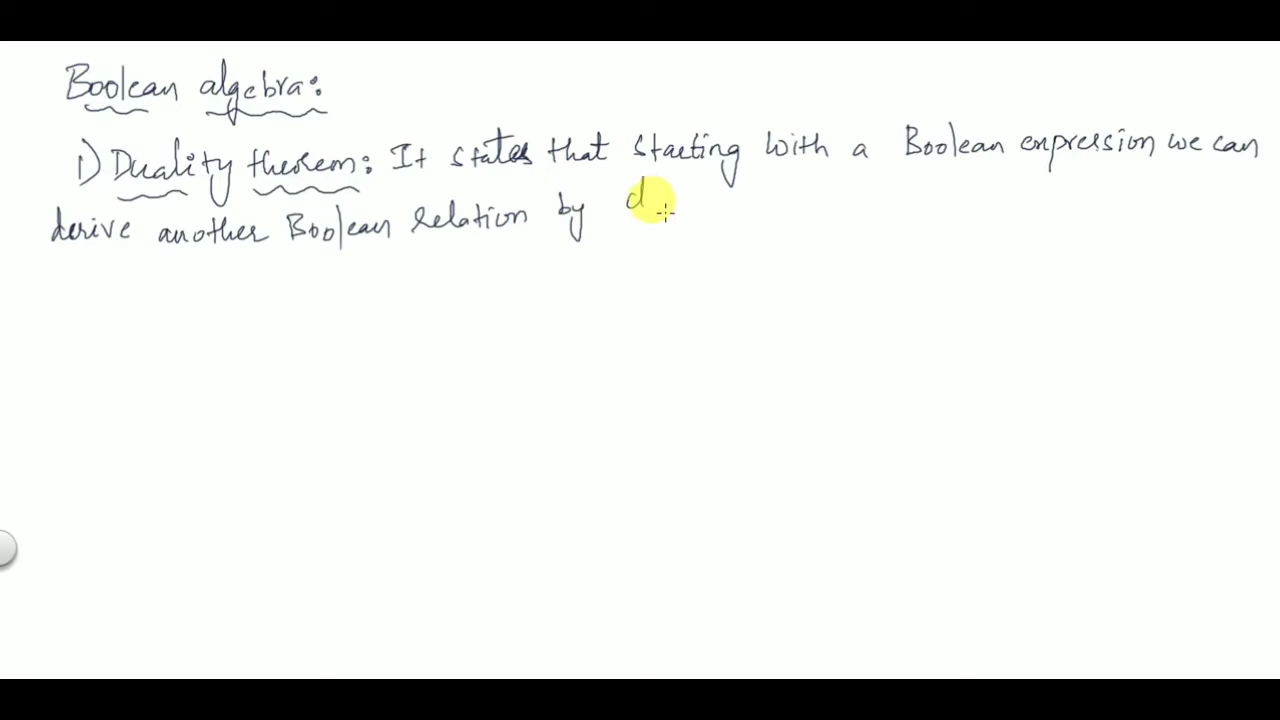 Boolean algebra:
1) Duality theorem: It states that starting with a Boolean expression we can
derive another Boolean relation by d